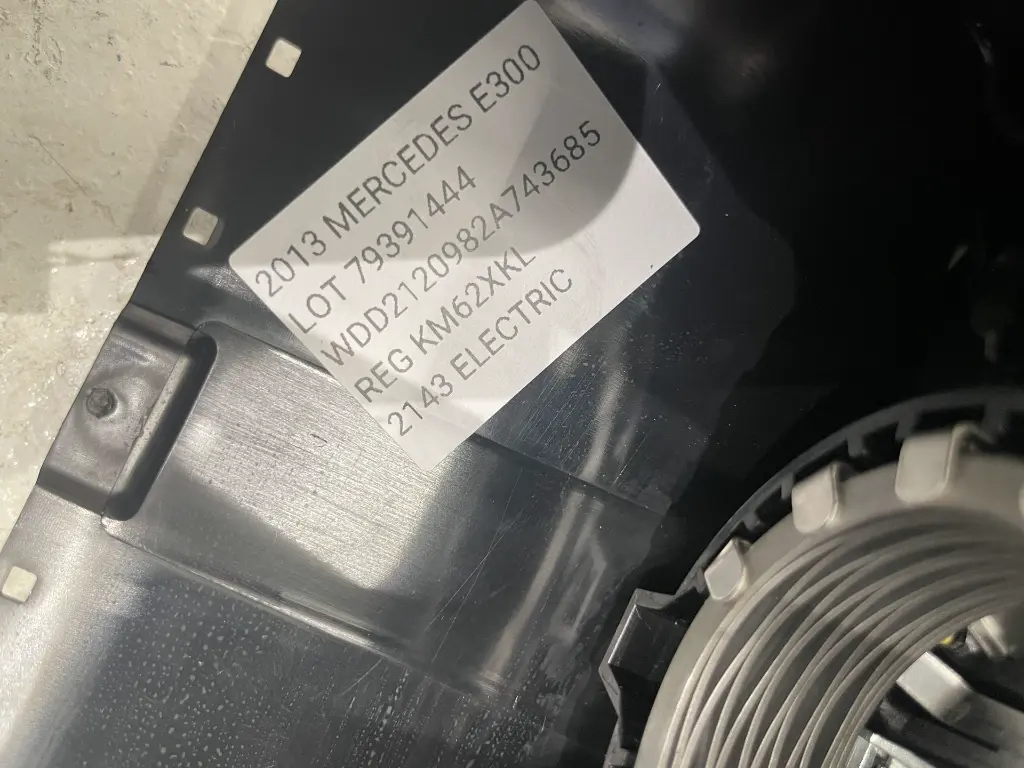 2013 MERCEDES E300
LOT 79391444
WDD2120982A743685
REG KM62XKL
2143 ELECTRIC